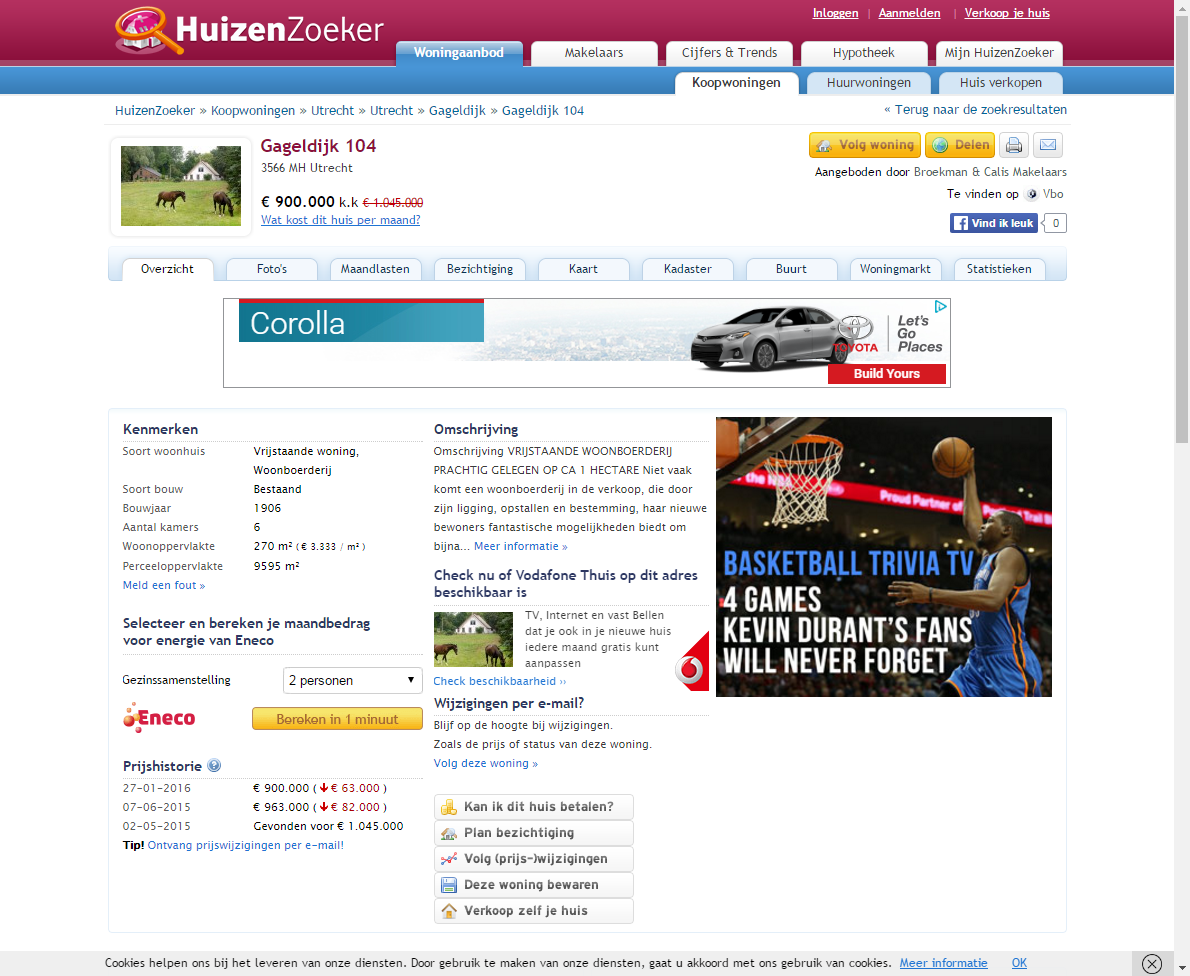 Inloggen | Aanmelden | Verkoop je huis
HuizenZoeker
Woningaanbod Makelaars Cijfers & Trends Hypotheek Mijn HuizenZoeker
Koopwoningen Huurwoningen Huis verkopen
HuizenZoeker » Koopwoningen » Utrecht » Utrecht » Gageldijk » Gageldijk 104
« Terug naar de zoekresultaten
Gageldijk 104
3566 MH Utrecht
€ 900.000 k.k € 1.045.000
Wat kost dit huis per maand?
Volg woning Delen
Aangeboden door Broekman & Calis Makelaars
Te vinden op Vbo
Vind ik leuk 0
Overzicht Foto's Maandlasten Bezichtiging Kaart Kadaster Buurt Woningmarkt Statistieken
Corolla
TOYOTA
Let's
Go
Places
Build Yours
Kenmerken
Soort woonhuis Vrijstaande woning,
Woonboerderij
Soort bouw Bestaand
Bouwjaar 1906
Aantal kamers 6
Woonoppervlakte 270 m² ( € 3.333 / m² )
Perceeloppervlakte 9595 m²
Meld een fout »
Selecteer en bereken je maandbedrag
voor energie van Eneco
Gezinssamenstelling 2 personen
Eneco Bereken in 1 minuut
Prijshistorie ?
27-01-2016 € 900.000 ( € 63.000 )
07-06-2015 € 963.000 ( € 82.000 )
02-05-2015 Gevonden voor € 1.045.000
Tip! Ontvang prijswijzigingen per e-mail!
Omschrijving
Omschrijving VRIJSTAANDE WOONBOERDERIJ
PRACHTIG GELEGEN OP CA 1 HECTARE Niet vaak
komt een woonboerderij in de verkoop, die door
zijn ligging, opstallen en bestemming, haar nieuwe
bewoners fantastische mogelijkheden biedt om
bijna... Meer informatie »
Check nu of Vodafone Thuis op dit adres
beschikbaar is
TV, Internet en vast Bellen
dat je ook in je nieuwe huis
iedere maand gratis kunt
aanpassen
Check beschikbaarheid ››
Wijzigingen per e-mail?
Blijf op de hoogte bij wijzigingen.
Zoals de prijs of status van deze woning.
Volg deze woning »
Kan ik dit huis betalen?
Plan bezichtiging
Volg (prijs-)wijzigingen
Deze woning bewaren
Verkoop zelf je huis
the NBA
Proud Partner of
BASKETBALL TRIVIA TV
4 GAMES
KEVIN DURANT'S FANS
WILL NEVER FORGET
Cookies helpen ons bij het leveren van onze diensten. Door gebruik te maken van onze diensten, gaat u akkoord met ons gebruik van cookies. Meer informatie OK